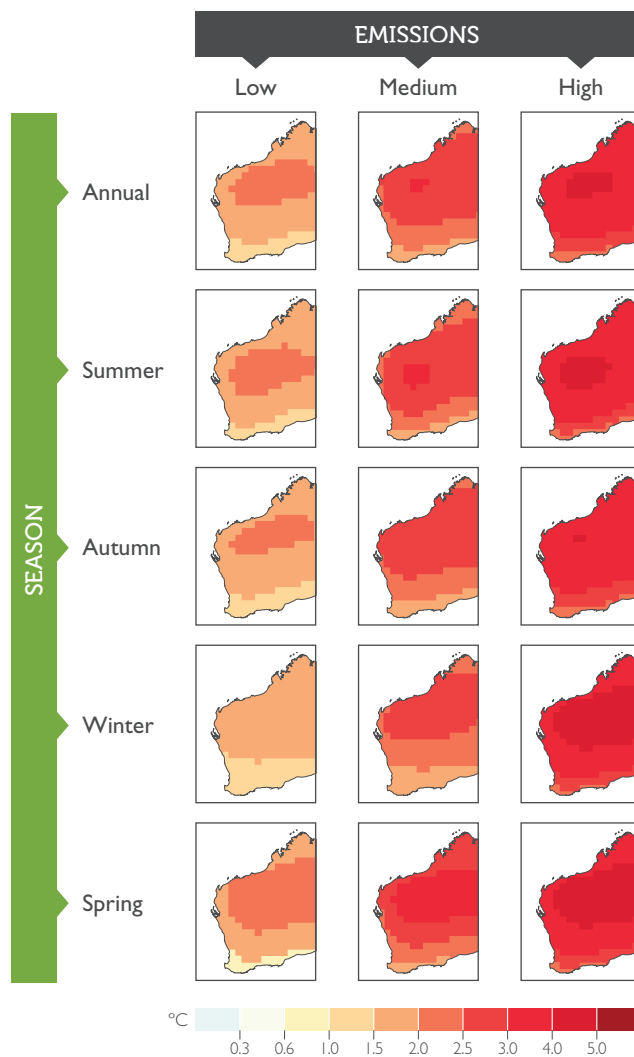 EMISSIONS
Low Medium High
SEASON
Annual
Summer
Autumn
Winter
Spring
ºC
0.3 0.6 1.0 1.5 2.0 2.5 3.0 4.0 5.0